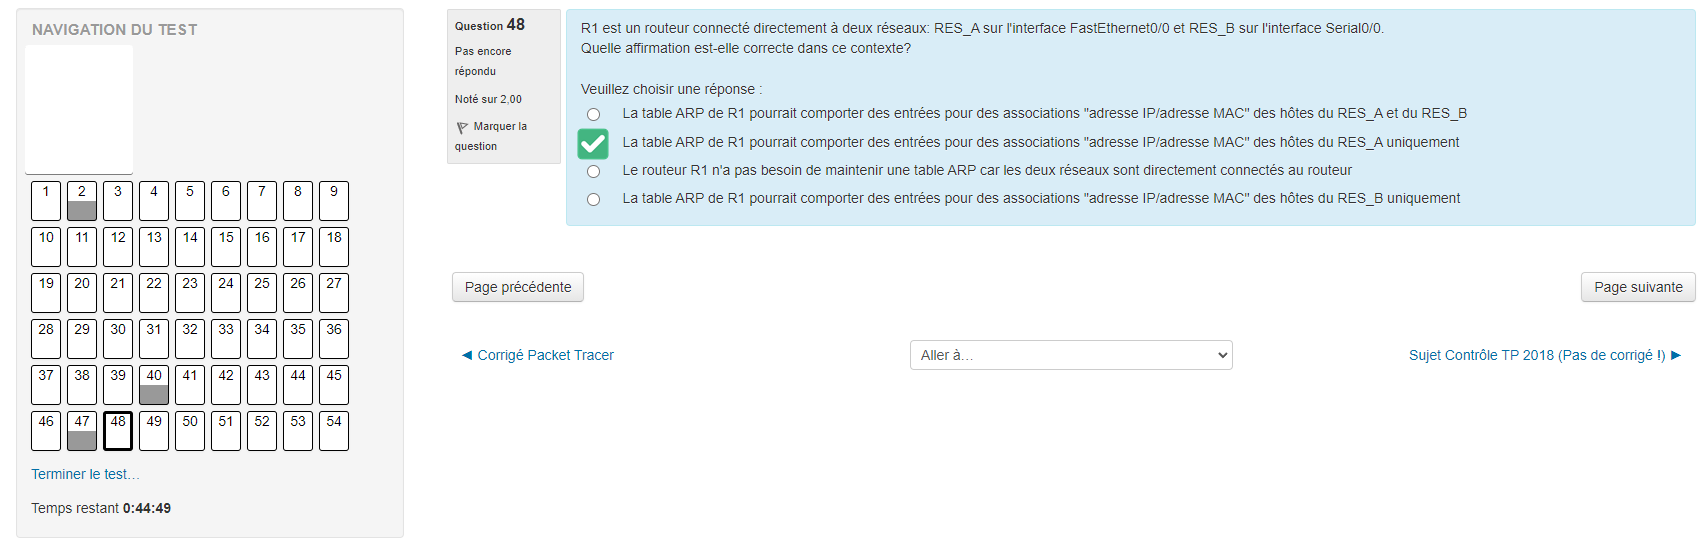 NAVIGATION DU TEST
1 2 3 4 5 6 7 8 9
10 11 12 13 14 15 16 17 18
19 20 21 22 23 24 25 26 27
28 29 30 31 32 33 34 35 36
37 38 39 40 41 42 43 44 45
46 47 48 49 50 51 52 53 54
Terminer le test…
Temps restant 0:44:49
Question 48
Pas encore
répondu
Noté sur 2,00
Marquer la
question
R1 est un routeur connecté directement à deux réseaux: RES_A sur l'interface FastEthernet0/0 et RES_B sur l'interface Serial0/0.
Quelle affirmation est-elle correcte dans ce contexte?
Veuillez choisir une réponse :
La table ARP de R1 pourrait comporter des entrées pour des associations "adresse IP/adresse MAC" des hôtes du RES_A et du RES_B
La table ARP de R1 pourrait comporter des entrées pour des associations "adresse IP/adresse MAC" des hôtes du RES_A uniquement
Le routeur R1 n'a pas besoin de maintenir une table ARP car les deux réseaux sont directement connectés au routeur
La table ARP de R1 pourrait comporter des entrées pour des associations "adresse IP/adresse MAC" des hôtes du RES_B uniquement
Page précédente
Page suivante
◄ Corrigé Packet Tracer
Aller à…
Sujet Contrôle TP 2018 (Pas de corrigé !) ►